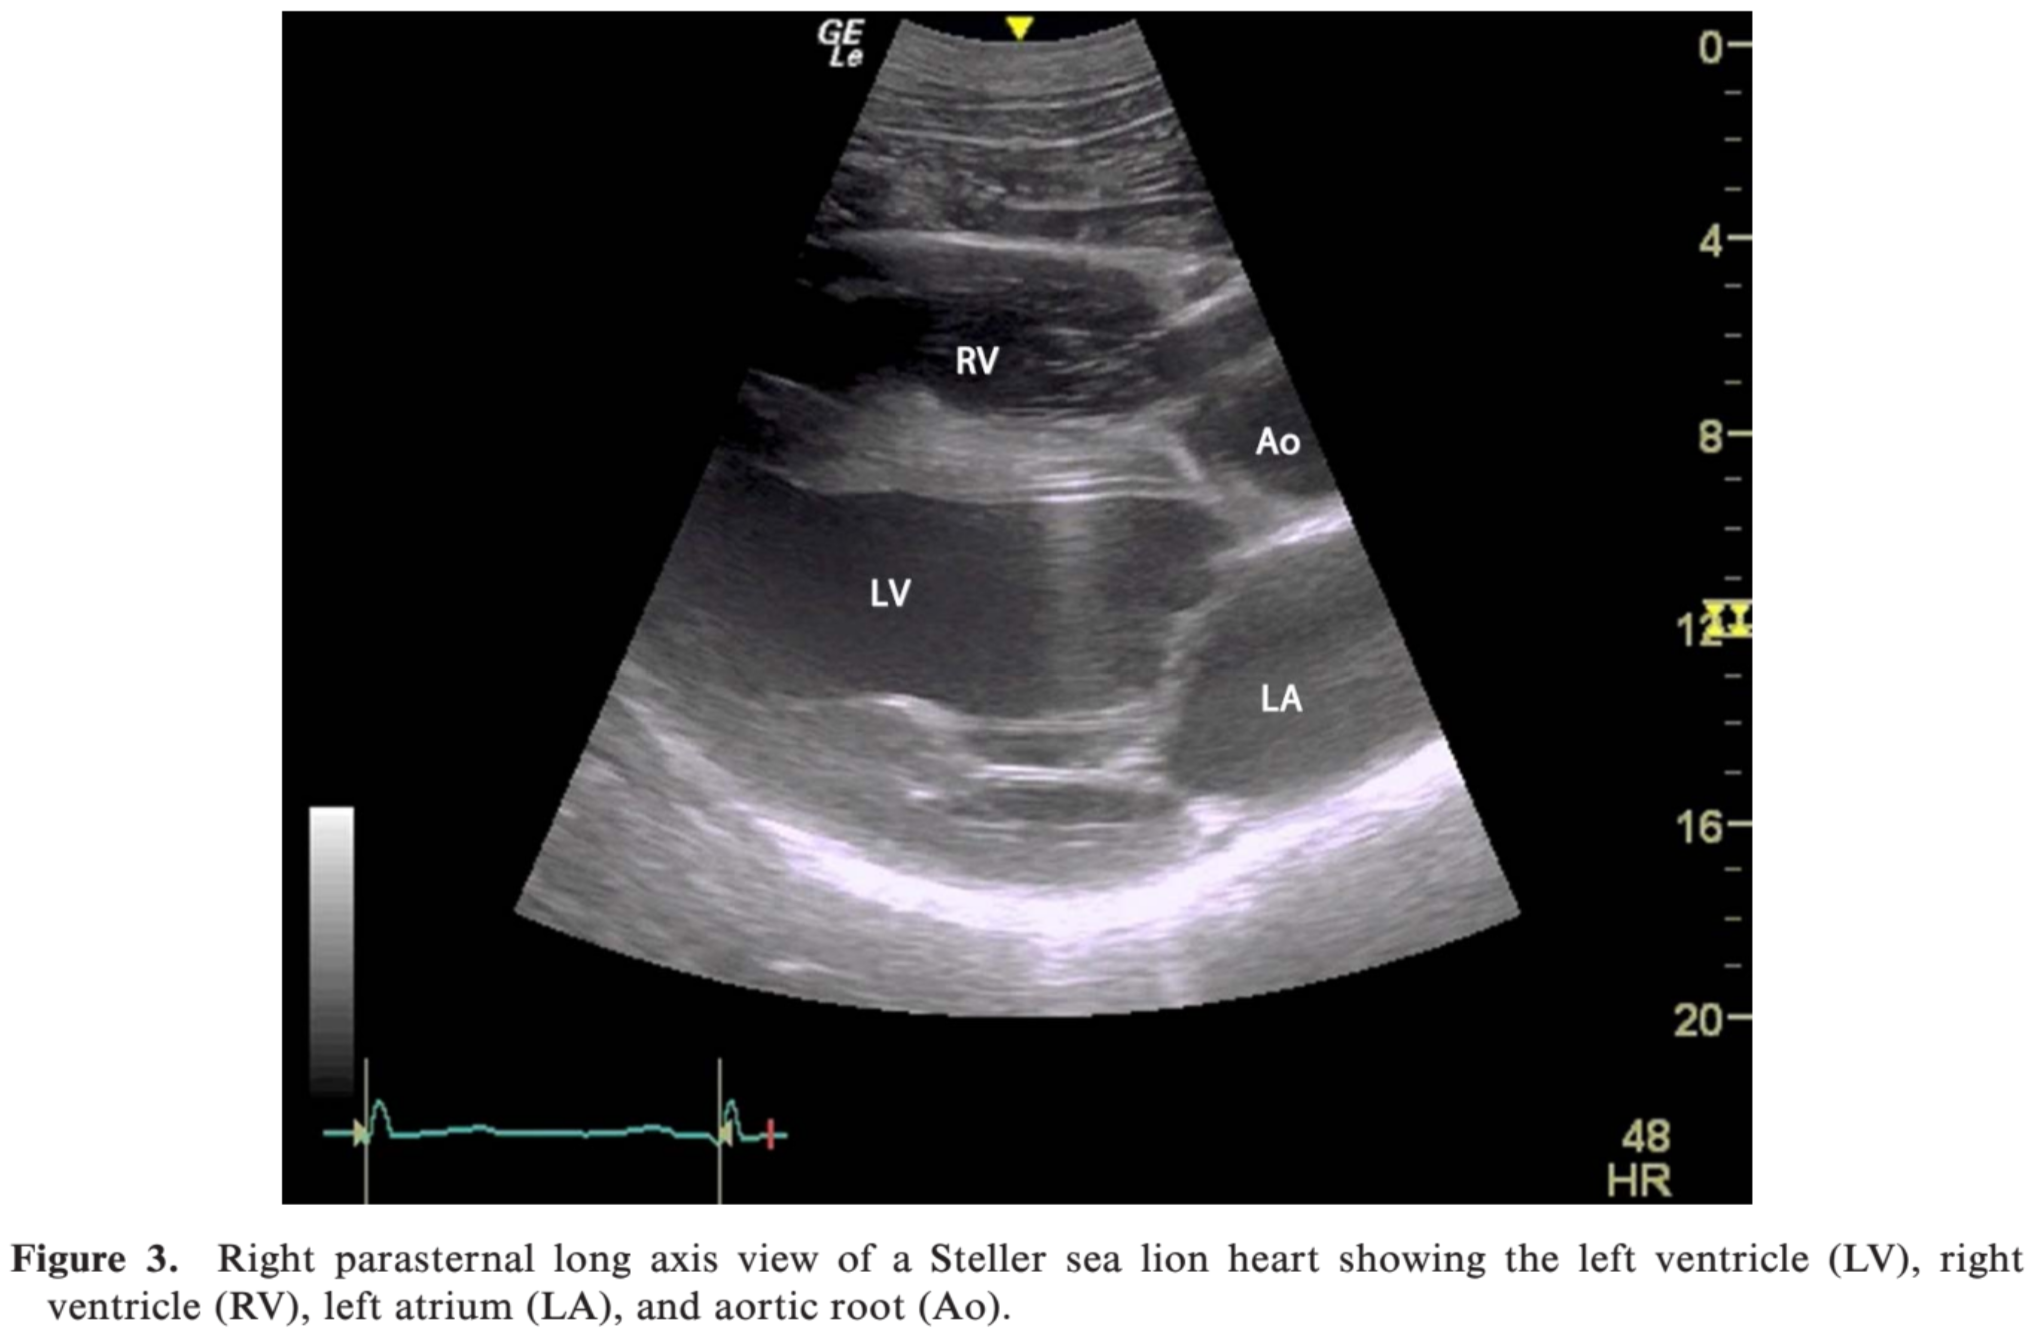 GE
Le
0
4
8
12
16
20
RV
Ao
LV
LA
48
HR
Figure 3. Right parasternal long axis view of a Steller sea lion heart showing the left ventricle (LV), right
ventricle (RV), left atrium (LA), and aortic root (Ao).